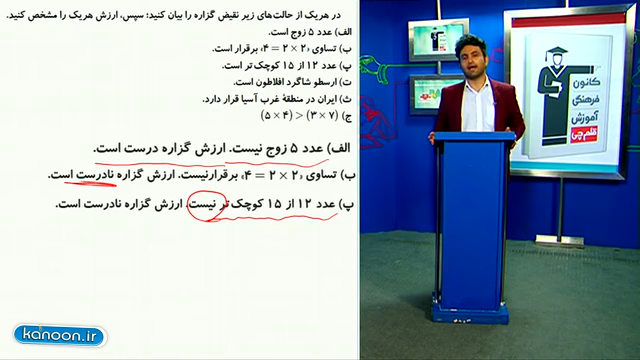 در هریک از حالت‌های زیر نقیض گزاره را بیان کنید؛ سپس، ارزش هریک را مشخص کنید.
الف) عدد ۵ زوج است.
ب) تساوی «۴ = ۲ × ۲» برقرار است.
پ) عدد ۱۲ از ۱۵ کوچک تر است.
ت) ارسطو شاگرد افلاطون است.
ث) ایران در منطقهٔ غرب آسیا قرار دارد.
ج) (۵ × ۴) > (۳ × ۷)
الف) عدد ۵ زوج نیست. ارزش گزاره درست است.
ب) تساوی «۴ = ۲ × ۲» برقرارنیست. ارزش گزاره نادرست است.
پ) عدد ۱۲ از ۱۵ کوچک تر نیست. ارزش گزاره نادرست است.
kanoon.ir
کانون
فرهنگی
آموزش
قلم‌چی